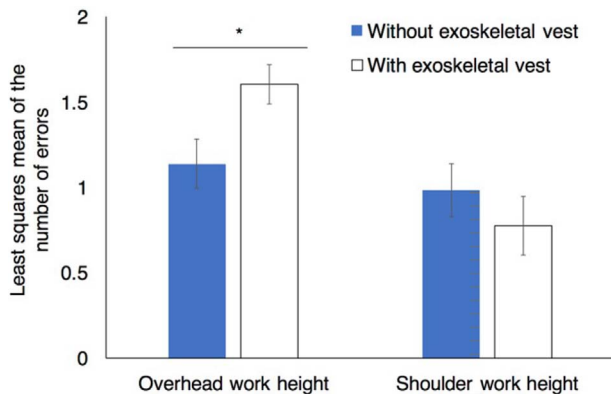 Least squares mean of the
number of errors
2
1.5
1
0.5
0
*
Without exoskeletal vest
With exoskeletal vest
Overhead work height
Shoulder work height